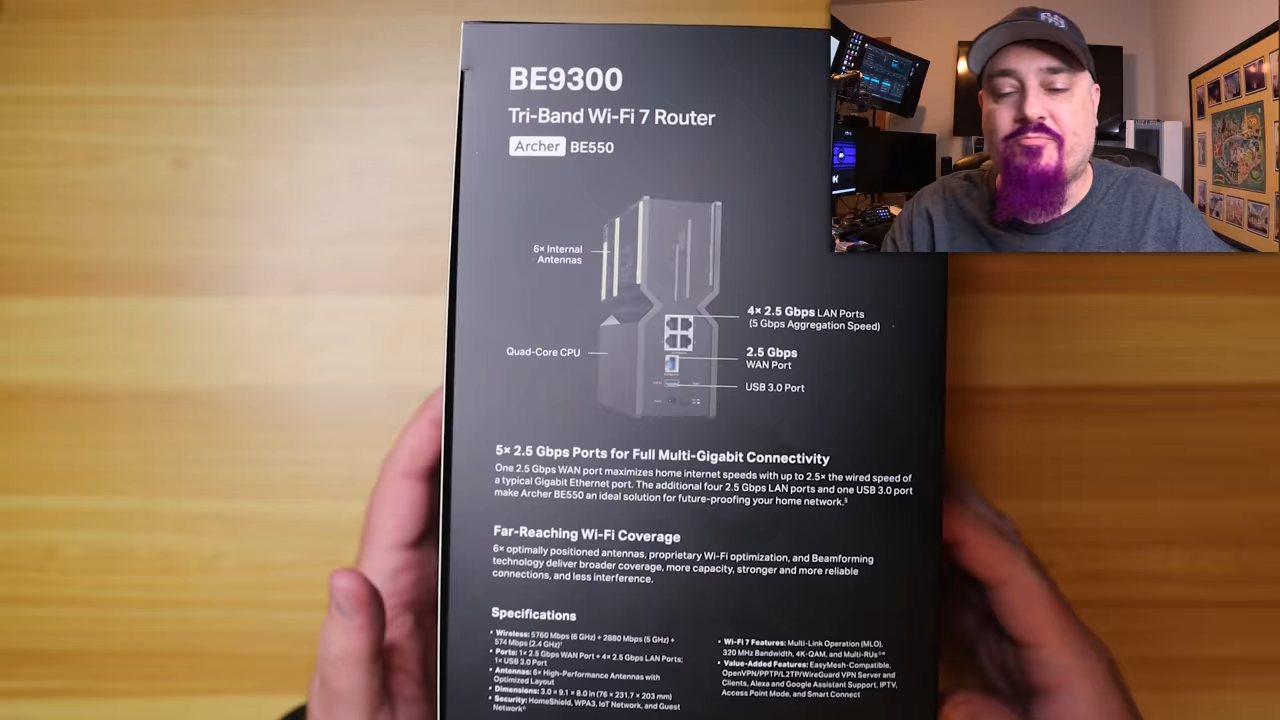 BE9300
Tri-Band Wi-Fi 7 Router
Archer BE550
6× Internal
Antennas
4× 2.5 Gbps LAN Ports
(5 Gbps Aggregation Speed)
Quad-Core CPU
2.5 Gbps
WAN Port
USB 3.0 Port
5× 2.5 Gbps Ports for Full Multi-Gigabit Connectivity
One 2.5 Gbps WAN port maximizes home internet speeds with up to 2.5× the wired speed of
a typical Gigabit Ethernet port. The additional four 2.5 Gbps LAN ports and one USB 3.0 port
make Archer BE550 an ideal solution for future-proofing your home network.§
Far-Reaching Wi-Fi Coverage
6× optimally positioned antennas, proprietary Wi-Fi optimization, and Beamforming
technology deliver broader coverage, more capacity, stronger and more reliable
connections, and less interference.
Specifications
• Wireless: 5760 Mbps (6 GHz) + 2880 Mbps (5 GHz) +
574 Mbps (2.4 GHz)†
• Ports: 1× 2.5 Gbps WAN Port + 4× 2.5 Gbps LAN Ports;
1× USB 3.0 Port
• Antennas: 6× High-Performance Antennas with
Optimized Layout
• Dimensions: 3.0 × 9.1 × 8.0 in (76 × 231.7 × 203 mm)
• Security: HomeShield, WPA3, IoT Network, and Guest
Network
• Wi-Fi 7 Features: Multi-Link Operation (MLO),
320 MHz Bandwidth, 4K-QAM, and Multi-RUs
• Value-Added Features: EasyMesh-Compatible,
OpenVPN/PPTP/L2TP/WireGuard VPN Server and
Clients, Alexa and Google Assistant Support, IPTV,
Access Point Mode, and Smart Connect